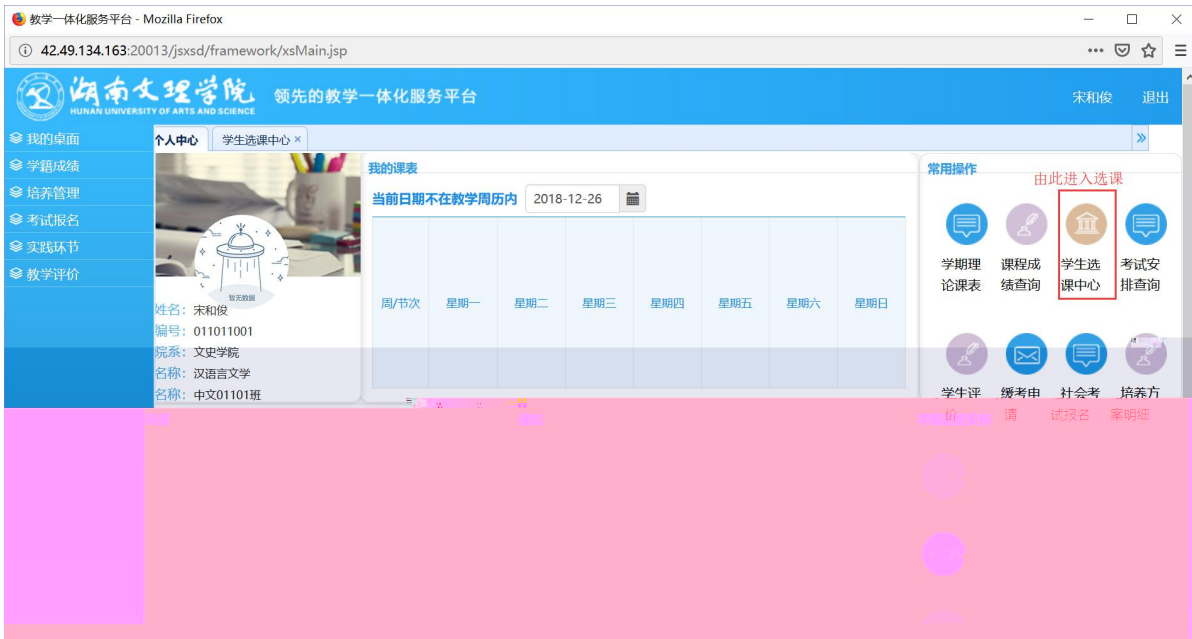 教学一体化服务平台 - Mozilla Firefox
42.49.134.163:20013/jsxsd/framework/xsMain.jsp
湖南文理学院
HUNAN UNIVERSITY OF ARTS AND SCIENCE
领先的教学一体化服务平台
宋和俊 退出
我的桌面
学籍成绩
培养管理
考试报名
实践环节
教学评价
个人中心 学生选课中心 ×
暂无数据
姓名：宋和俊
编号：011011001
院系：文史学院
名称：汉语言文学
名称：中文01101班
我的课表
当前日期不在教学周历内 2018-12-26
周/节次 星期一 星期二 星期三 星期四 星期五 星期六 星期日
常用操作
由此进入选课
学期理论课表
课程成绩查询
学生选课中心
考试安排查询
学生评价
缓考申请
社会考试报名
培养方案明细